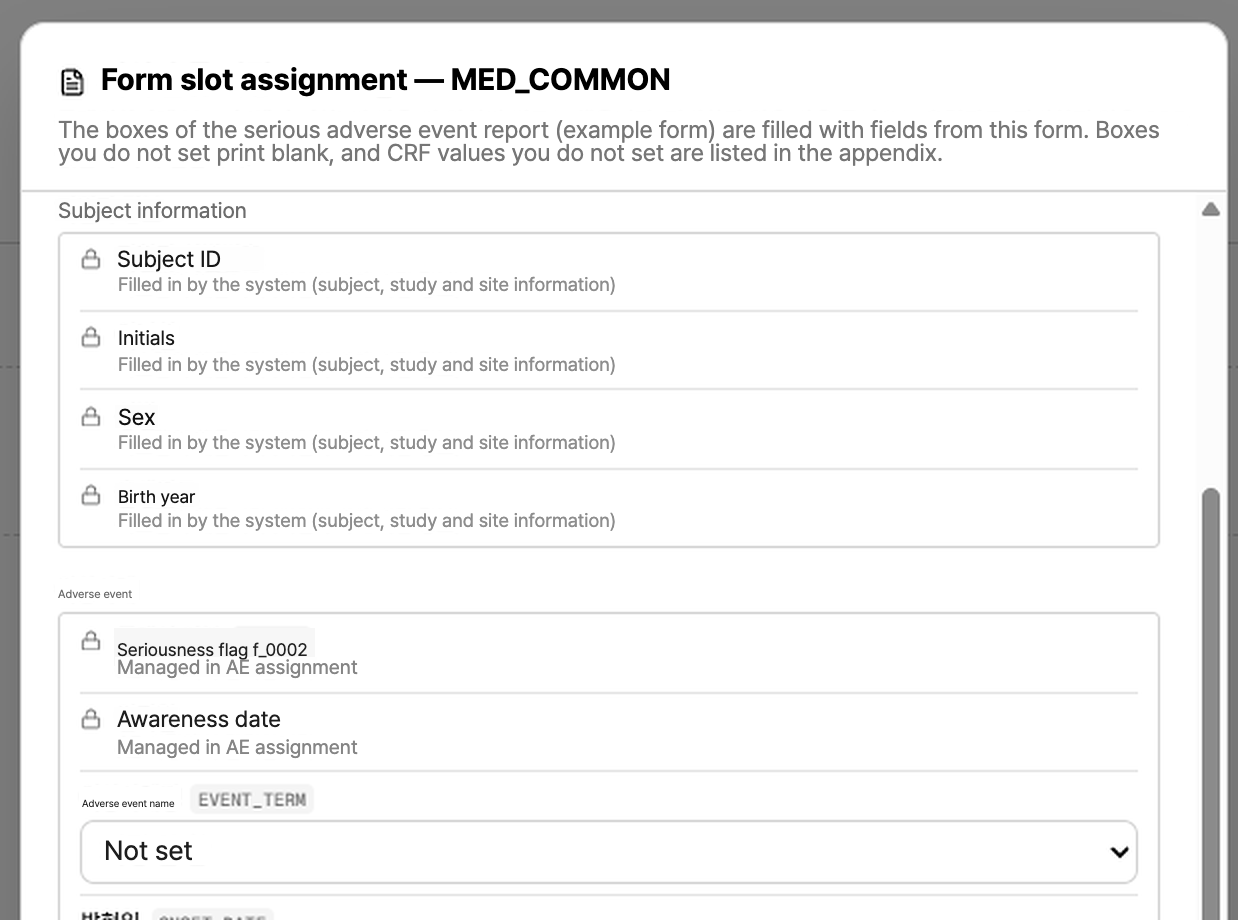 Form slot assignment — MED_COMMON
The boxes of the serious adverse event report (example form) are filled with fields from this form. Boxes
you do not set print blank, and CRF values you do not set are listed in the appendix.
Subject information
Subject ID
Filled in by the system (subject, study and site information)
Initials
Filled in by the system (subject, study and site information)
Sex
Filled in by the system (subject, study and site information)
Birth year
Filled in by the system (subject, study and site information)
Adverse event
Seriousness flag f_0002
Managed in AE assignment
Awareness date
Managed in AE assignment
Adverse event name EVENT_TERM
Not set